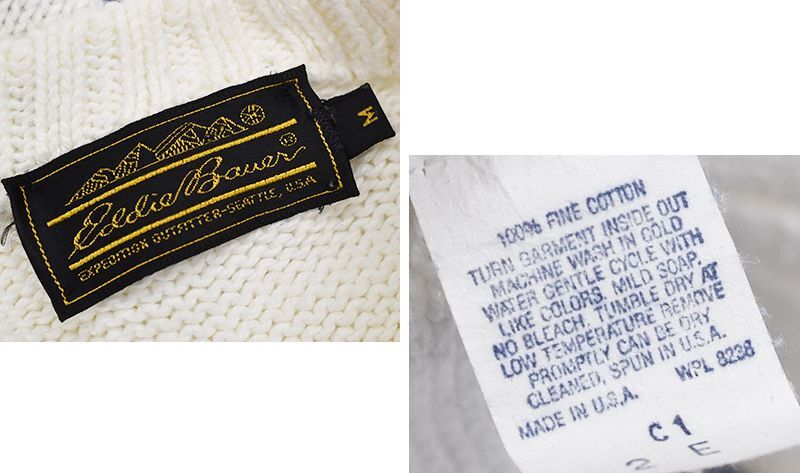 Eddie Bauer
EXPEDITION OUTFITTER-SEATTLE, U.S.A.
M
100% FINE COTTON
TURN GARMENT INSIDE OUT
MACHINE WASH IN COLD
WATER GENTLE CYCLE WITH
LIKE COLORS. MILD SOAP.
NO BLEACH. TUMBLE DRY AT
LOW TEMPERATURE REMOVE
PROMPTLY CAN BE DRY
CLEANED, SPUN IN U.S.A.
MADE IN U.S.A. WPL 8238
C1
2 E